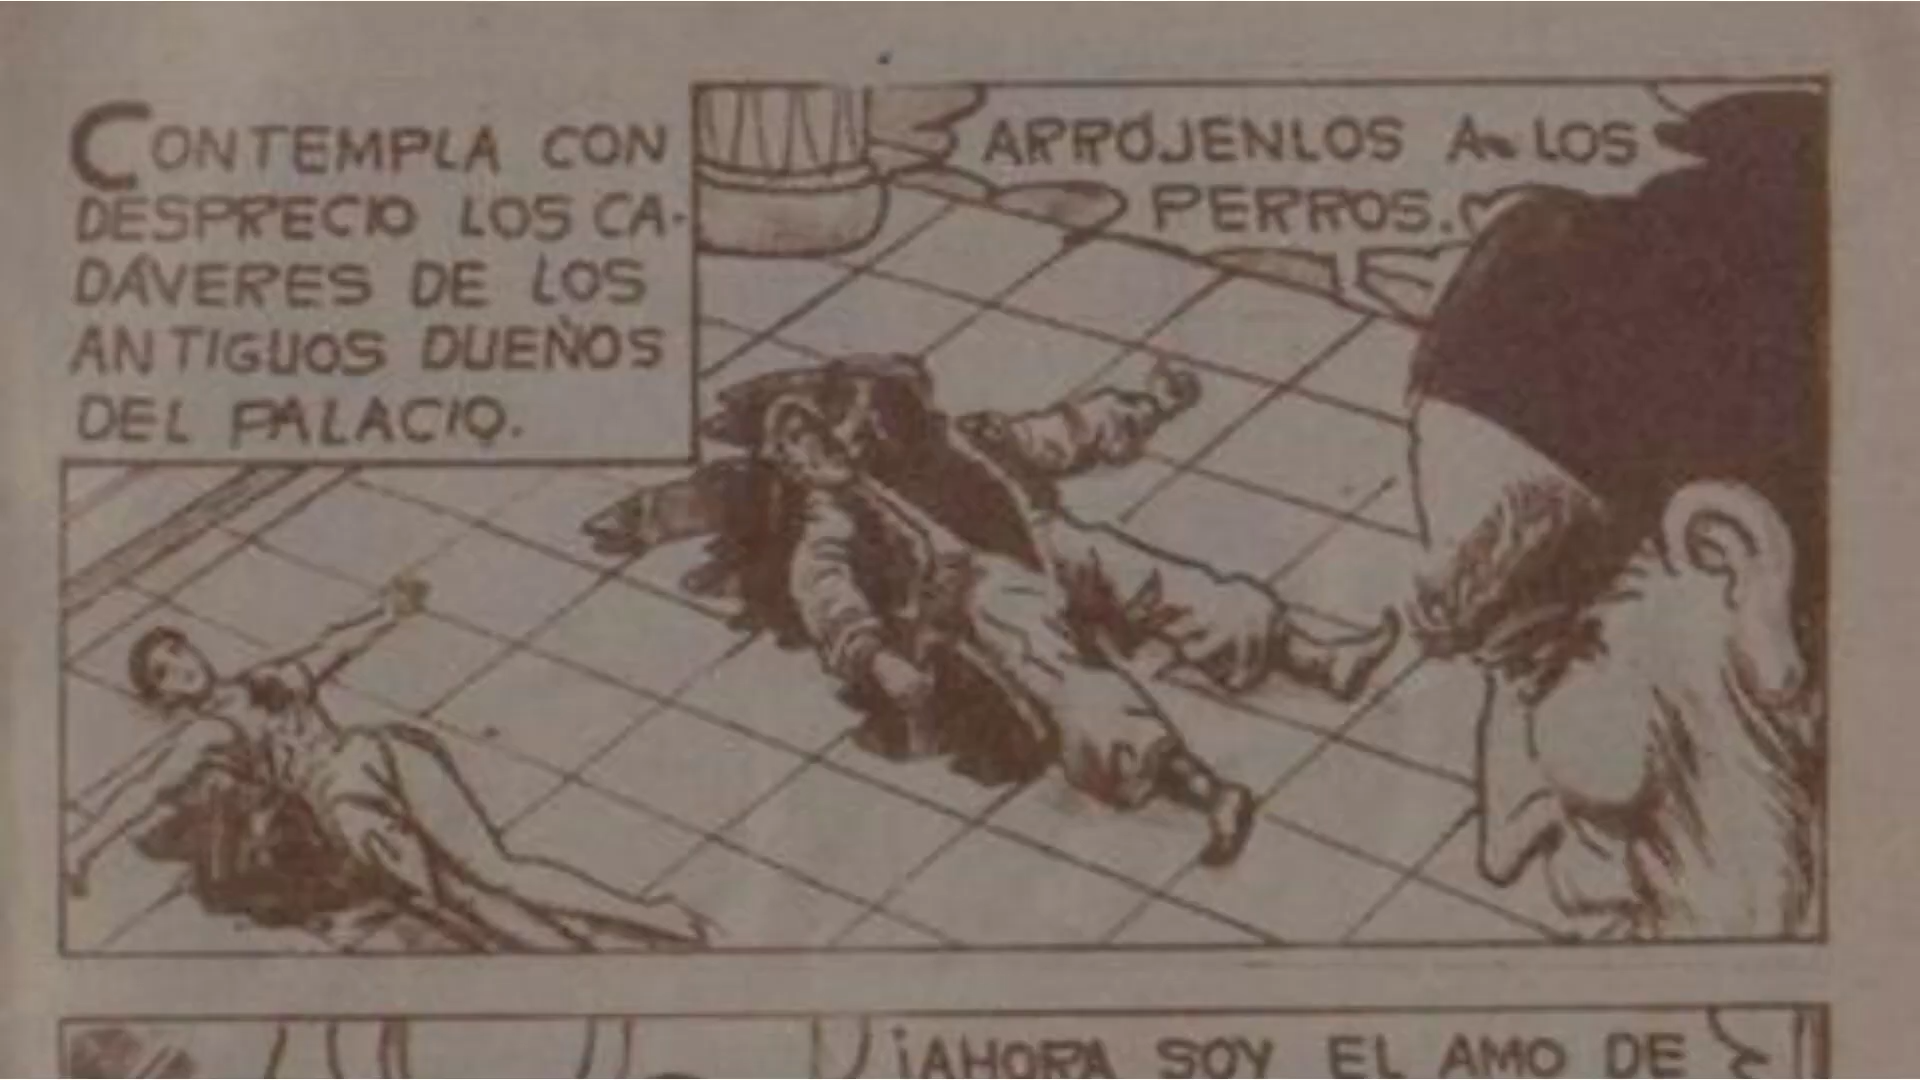 CONTEMPLA CON
DESPRECIO LOS CA-
DÁVERES DE LOS
ANTIGUOS DUEÑOS
DEL PALACIO.
ARRÓJENLOS A LOS
PERROS.
¡AHORA SOY EL AMO DE